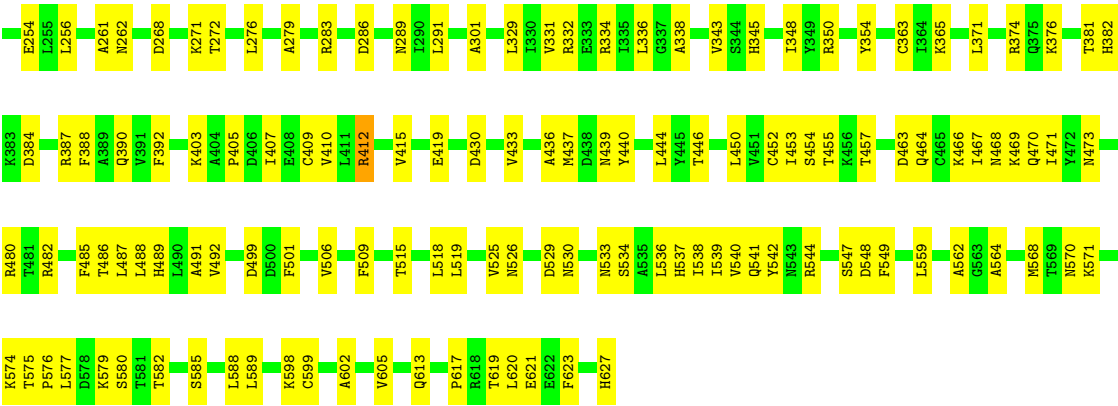 E254 L255 L256 A261 N262 D268 K271 T272 L276 A279 R283 D286 N289 I290 L291 A301 L329 I330 V331 R332 E333 R334 I335 L336 G337 A338 V343 S344 H345 I348 Y349 R350 Y354 C363 I364 K365 L371 R374 Q375 K376 T381 H382
K383 D384 R387 F388 A389 Q390 V391 F392 K403 A404 P405 D406 I407 E408 C409 V410 L411 R412 V415 E419 D430 V433 A436 M437 D438 N439 Y440 L444 Y445 T446 L450 V451 C452 I453 S454 T455 K456 T457 D463 Q464 C465 K466 I467 N468 K469 Q470 I471 Y472 N473
R480 T481 R482 F485 T486 L487 L488 H489 L490 A491 V492 D499 D500 F501 V506 F509 T515 L518 L519 V525 N526 D529 N530 N533 S534 A535 L536 H537 I538 I539 V540 Q541 Y542 N543 R544 S547 D548 F549 L559 A562 G563 A564 M568 T569 N570 K571
K574 T575 P576 L577 D578 K579 S580 T581 T582 S585 L588 L589 K598 C599 A602 V605 Q613 P617 R618 T619 L620 E621 E622 F623 H627